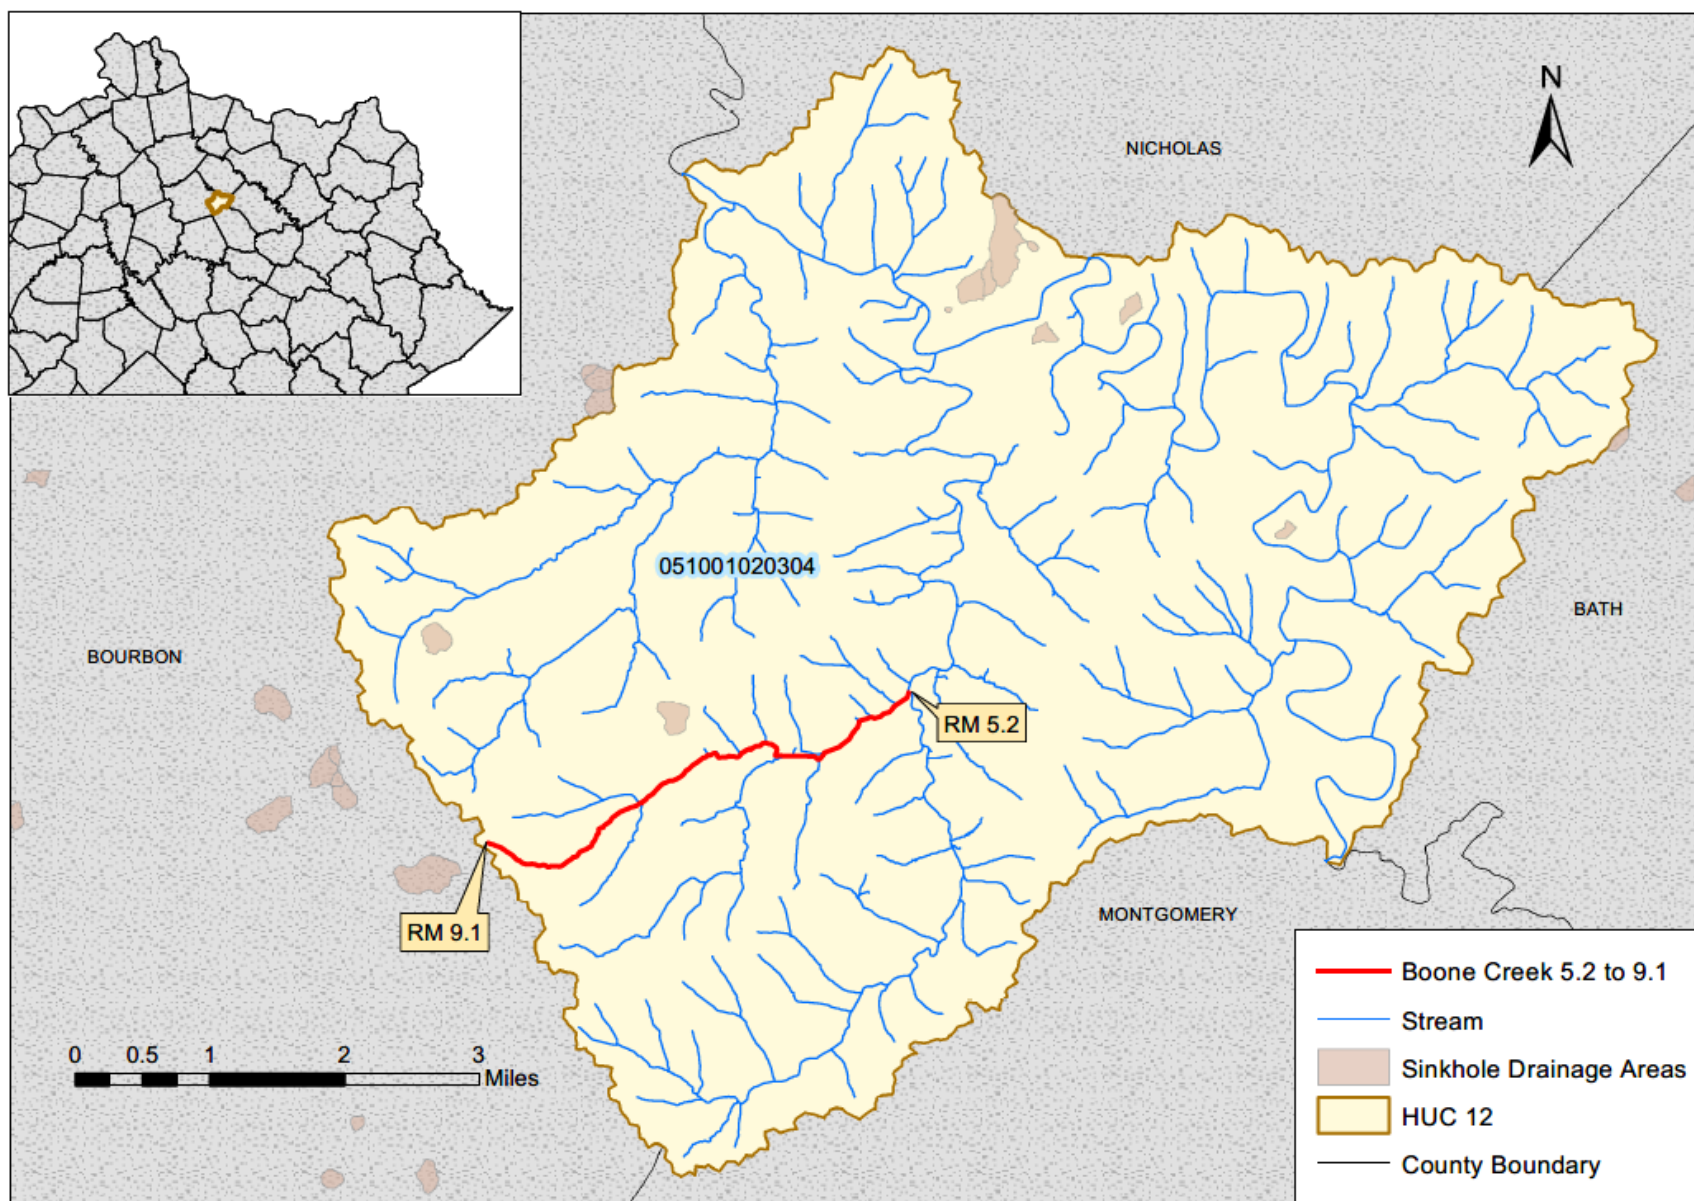 N
NICHOLAS
051001020304
BATH
BOURBON
RM 5.2
MONTGOMERY
RM 9.1
0 0.5 1 2 3
Miles
Boone Creek 5.2 to 9.1
Stream
Sinkhole Drainage Areas
HUC 12
County Boundary